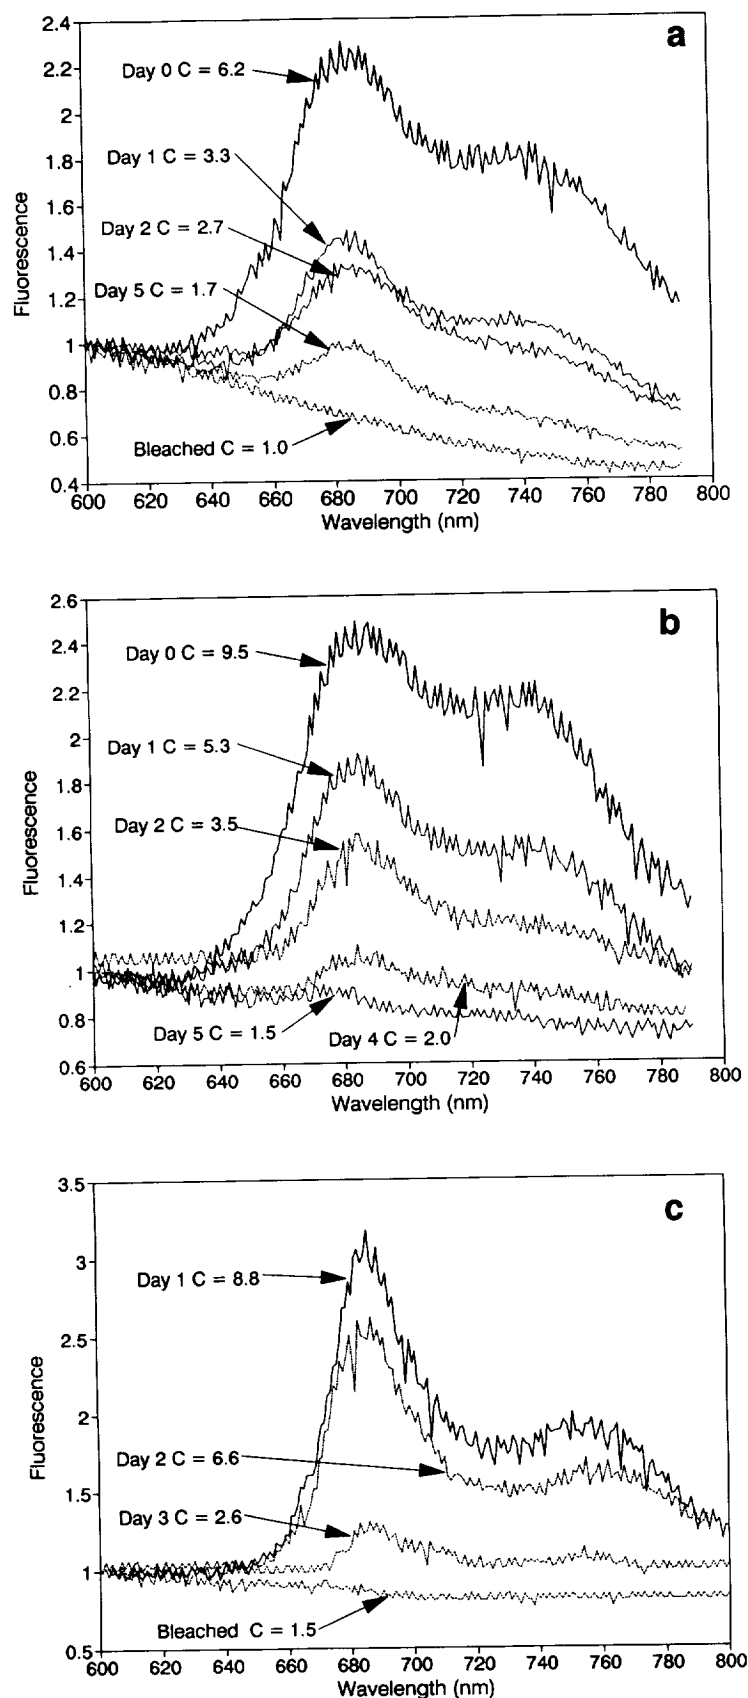 a
2.4
2.2
2
1.8
1.6
1.4
1.2
1
0.8
0.6
0.4
Fluorescence
Day 0 C = 6.2
Day 1 C = 3.3
Day 2 C = 2.7
Day 5 C = 1.7
Bleached C = 1.0
600 620 640 660 680 700 720 740 760 780 800
Wavelength (nm)
b
2.6
2.4
2.2
2
1.8
1.6
1.4
1.2
1
0.8
0.6
Fluorescence
Day 0 C = 9.5
Day 1 C = 5.3
Day 2 C = 3.5
Day 5 C = 1.5
Day 4 C = 2.0
600 620 640 660 680 700 720 740 760 780 800
Wavelength (nm)
c
3.5
3
2.5
2
1.5
1
0.5
Fluorescence
Day 1 C = 8.8
Day 2 C = 6.6
Day 3 C = 2.6
Bleached C = 1.5
600 620 640 660 680 700 720 740 760 780 800
Wavelength (nm)